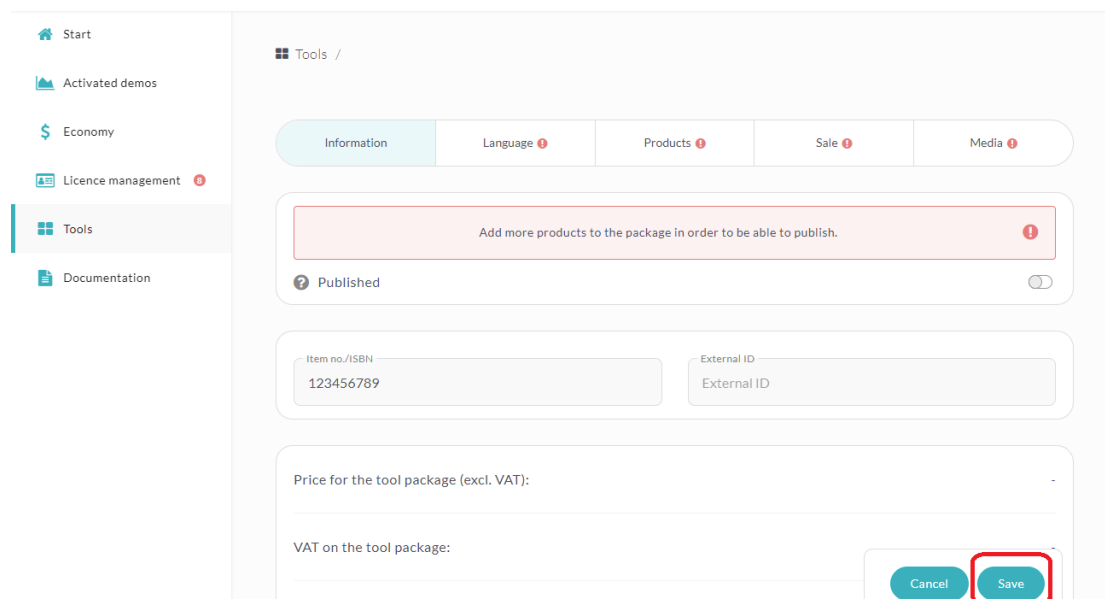 Start
Activated demos
Economy
Licence management 8
Tools
Documentation
Tools /
Information
Language
Products
Sale
Media
Add more products to the package in order to be able to publish.
Published
Item no./ISBN
123456789
External ID
External ID
Price for the tool package (excl. VAT): -
VAT on the tool package: -
Cancel
Save